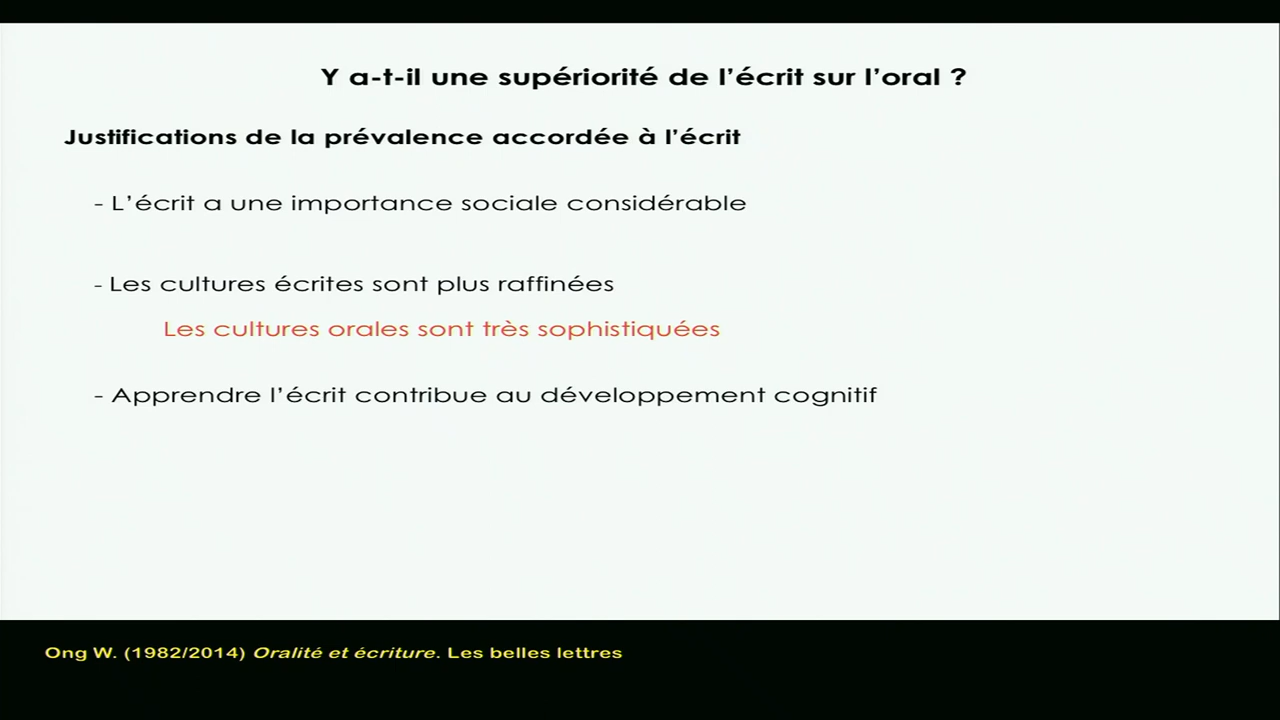 Y a-t-il une supériorité de l’écrit sur l’oral ?
Justifications de la prévalence accordée à l’écrit
- L’écrit a une importance sociale considérable
- Les cultures écrites sont plus raffinées
Les cultures orales sont très sophistiquées
- Apprendre l’écrit contribue au développement cognitif
Ong W. (1982/2014) Oralité et écriture. Les belles lettres